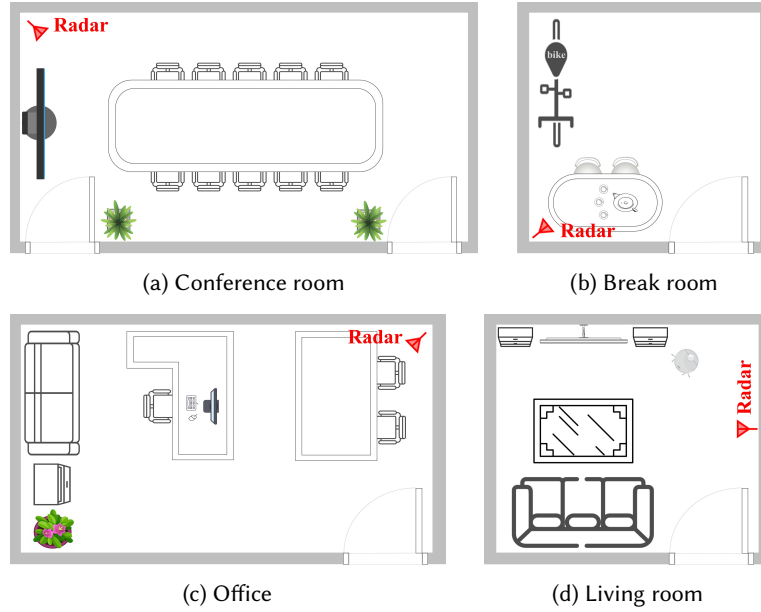 Radar
bike
Radar
(a) Conference room
(b) Break room
Radar
Radar
(c) Office
(d) Living room